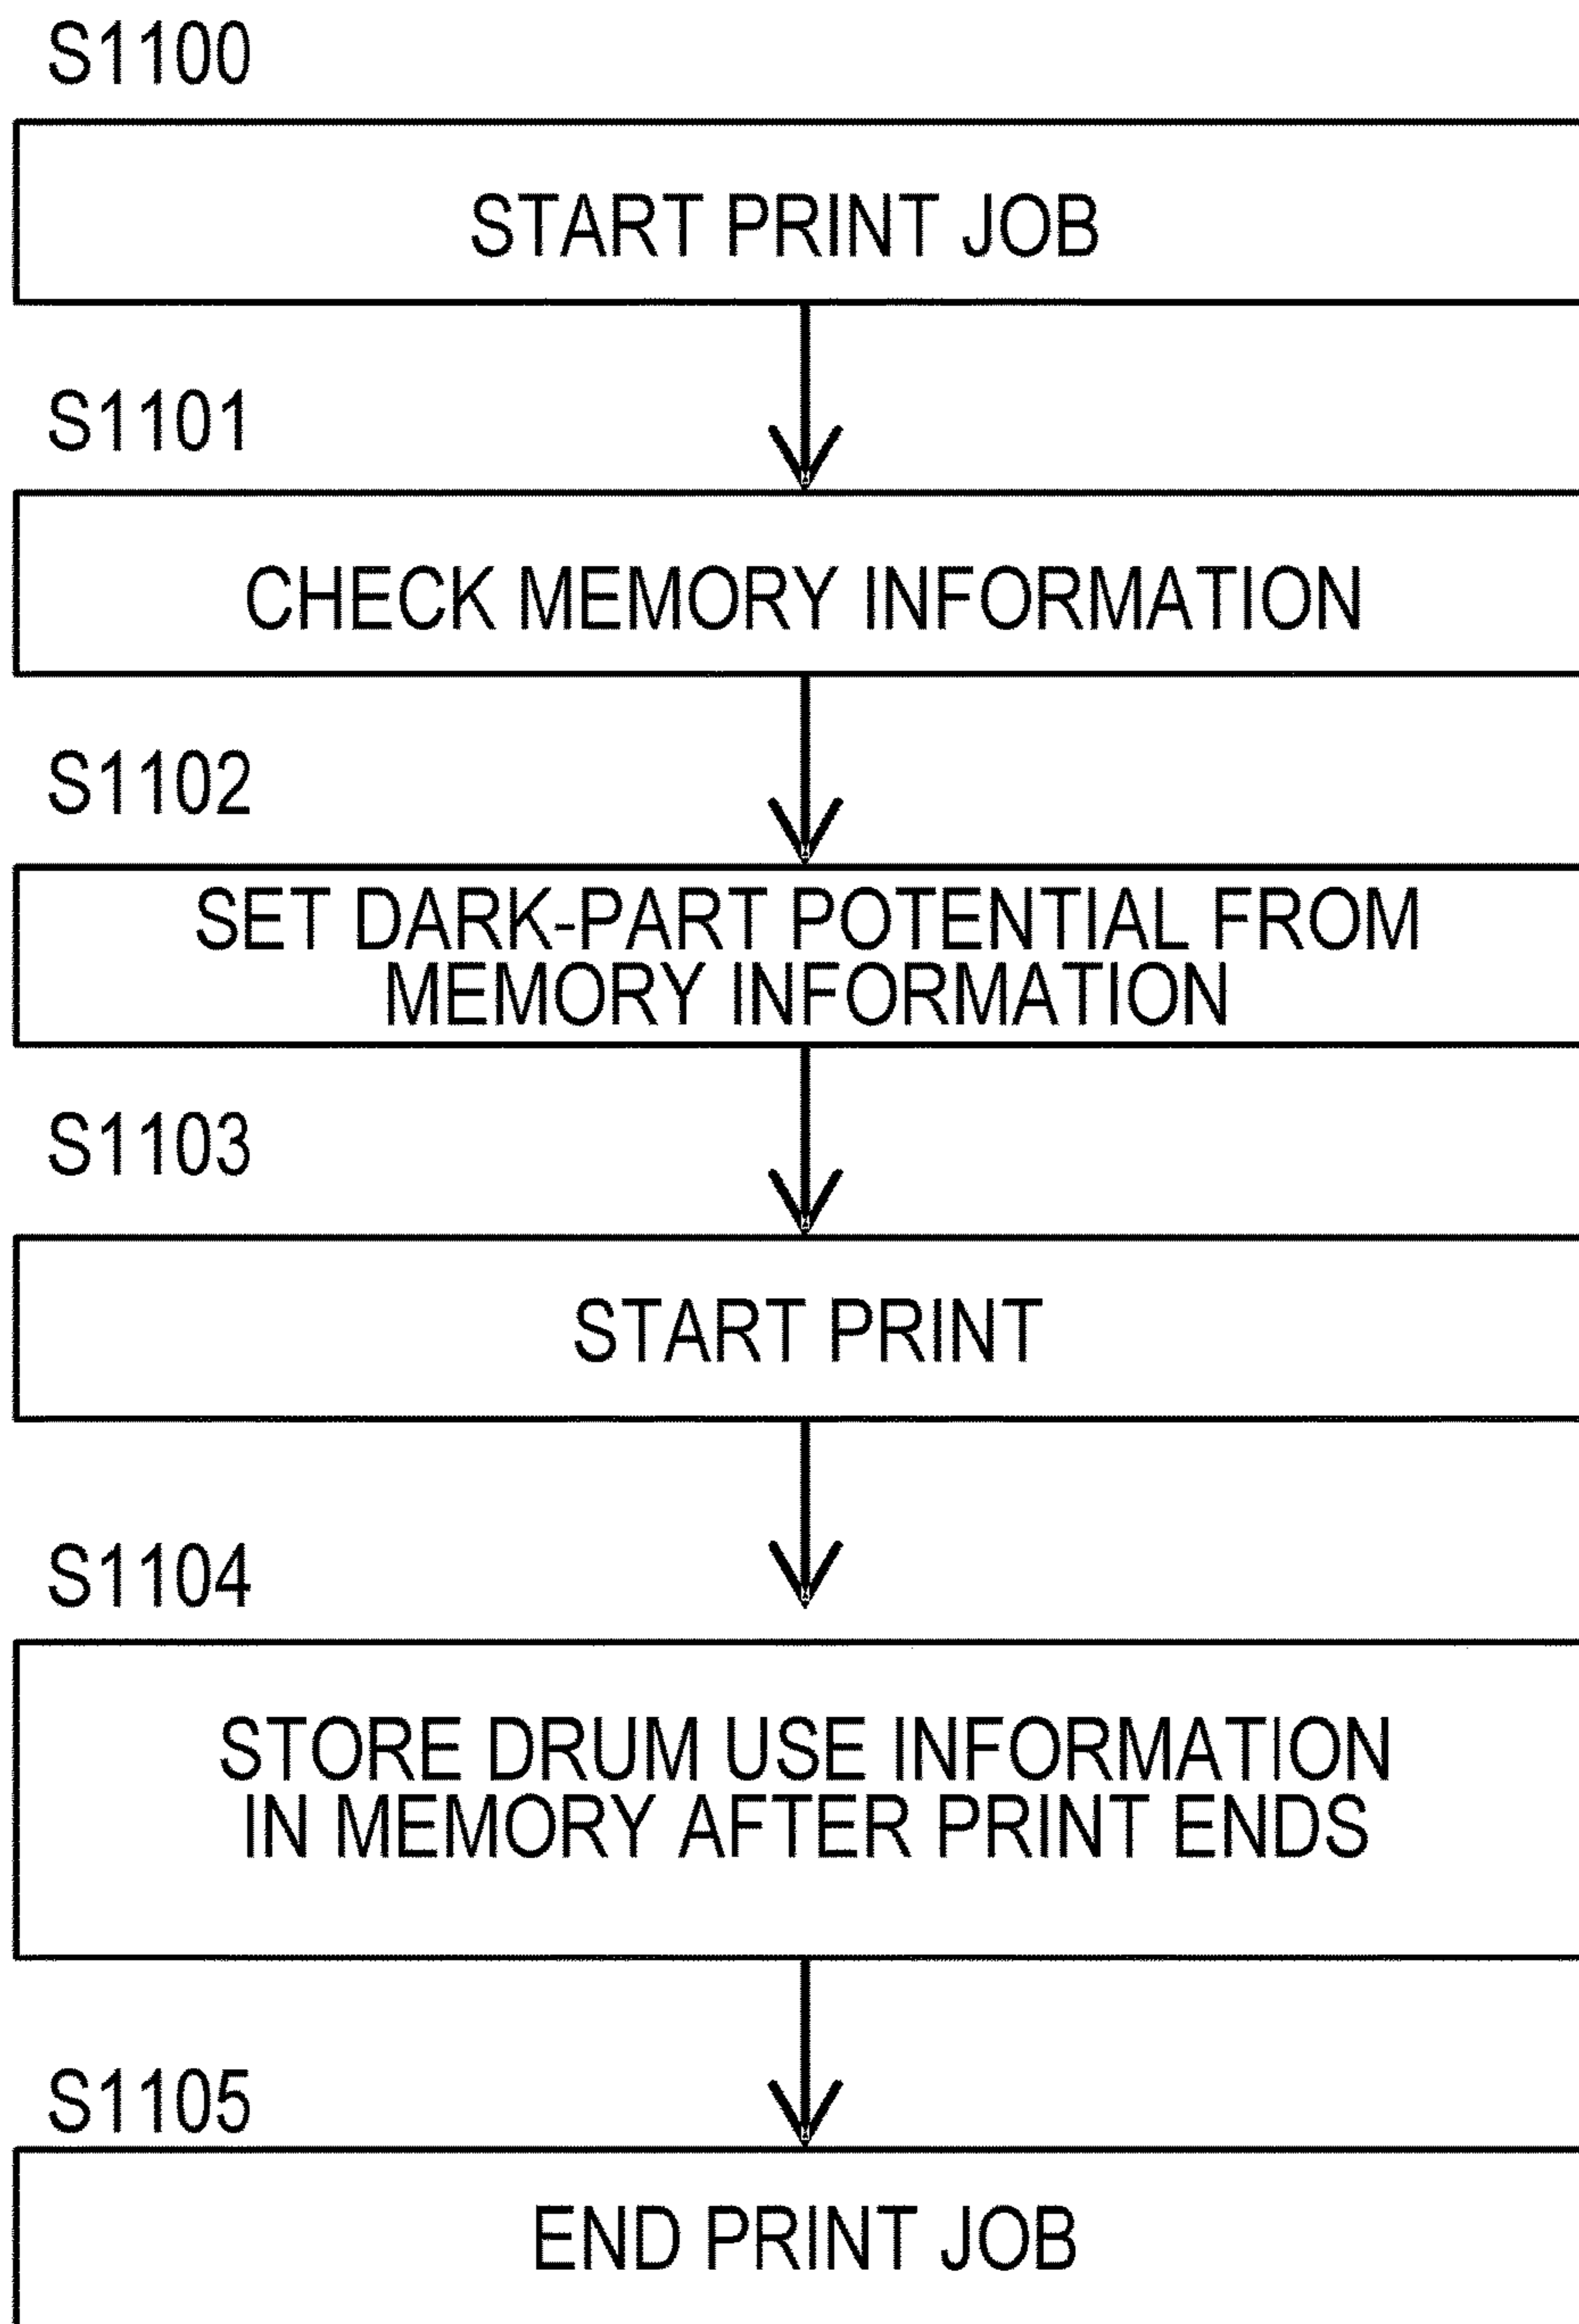 S1100
START PRINT JOB
S1101
CHECK MEMORY INFORMATION
S1102
SET DARK-PART POTENTIAL FROM
MEMORY INFORMATION
S1103
START PRINT
S1104
STORE DRUM USE INFORMATION
IN MEMORY AFTER PRINT ENDS
S1105
END PRINT JOB